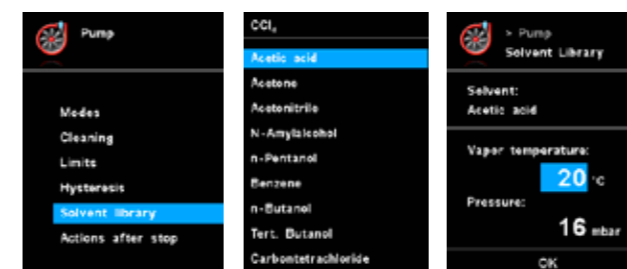 Pump
Modes
Cleaning
Limits
Hysteresis
Solvent library
Actions after stop
CCl₄
Acetic acid
Acetone
Acetonitrile
N-Amylalcohol
n-Pentanol
Benzene
n-Butanol
Tert. Butanol
Carbontetrachloride
> Pump
Solvent Library
Solvent:
Acetic acid
Vapor temperature:
20 °C
Pressure:
16 mbar
OK